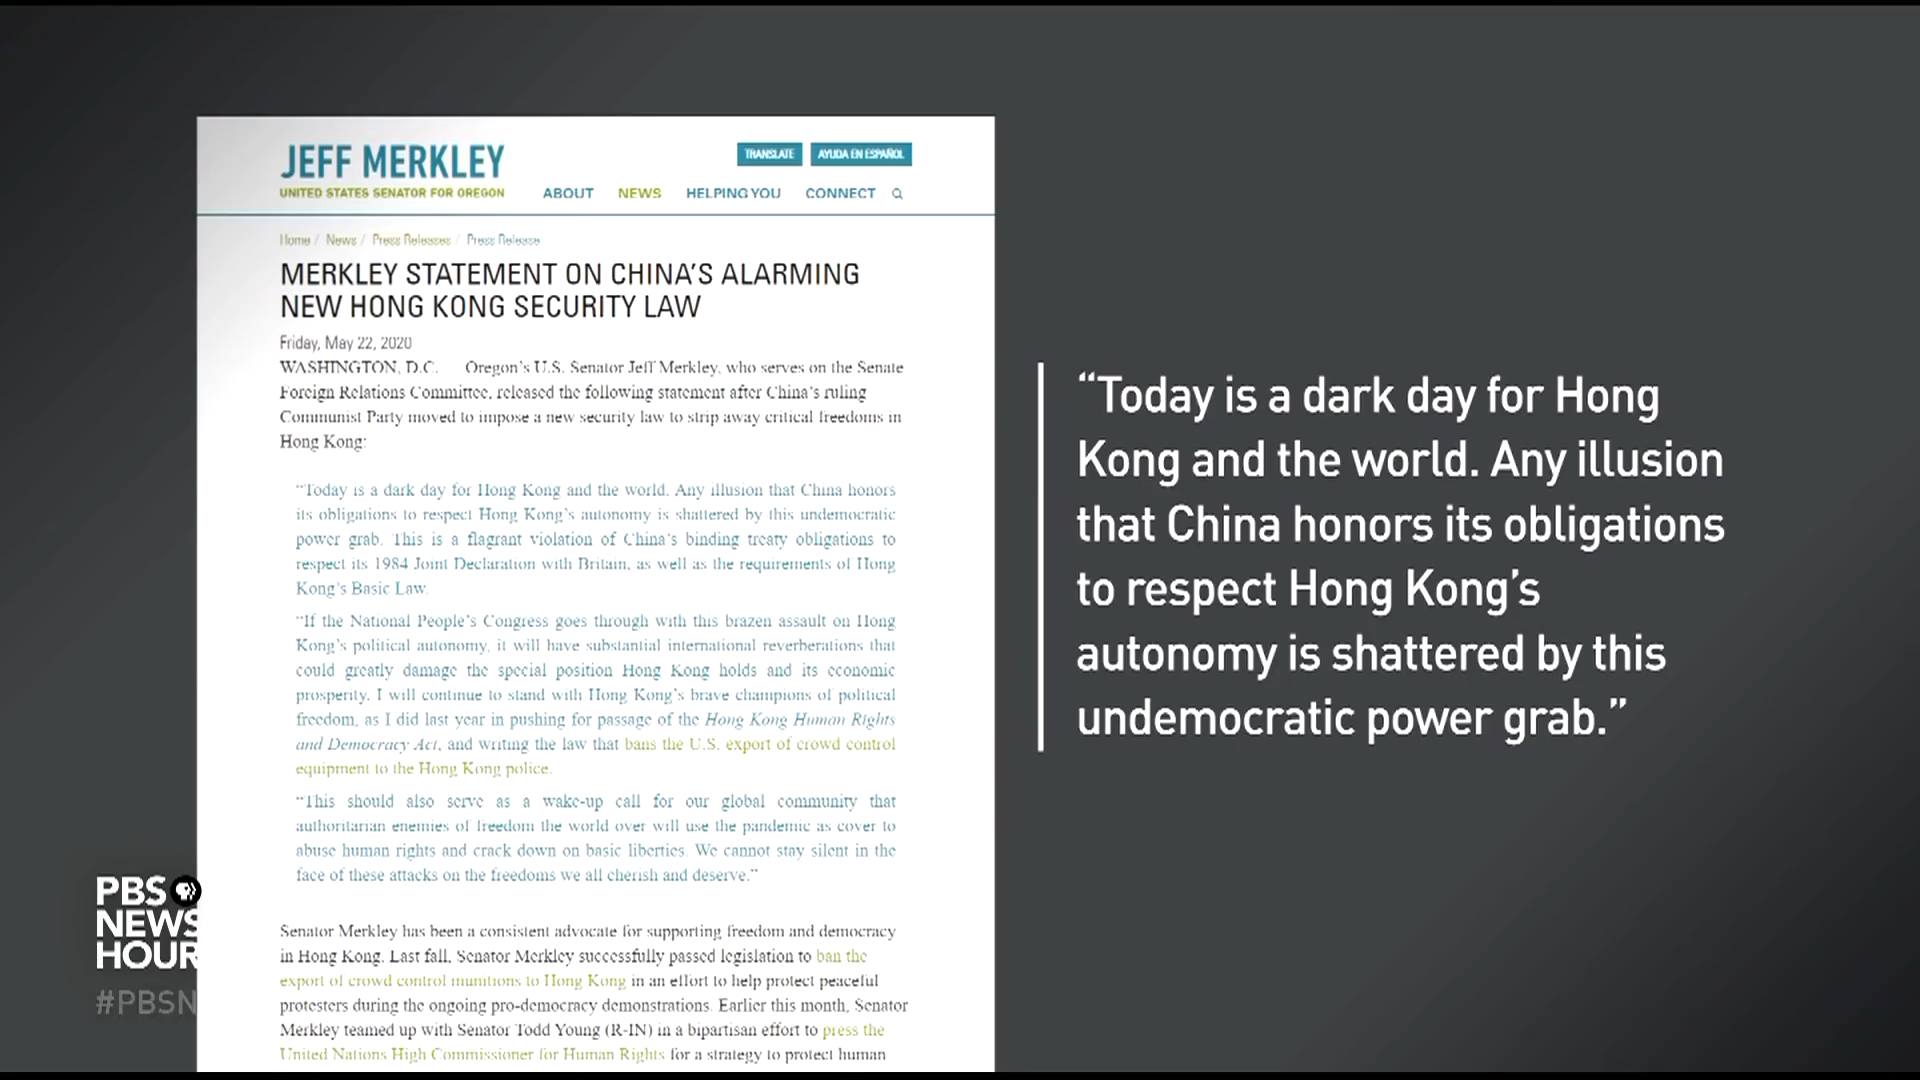 JEFF MERKLEY
UNITED STATES SENATOR FOR OREGON
TRANSLATE
AYUDA EN ESPAÑOL
ABOUT NEWS HELPING YOU CONNECT
Home / News / Press Releases / Press Release
MERKLEY STATEMENT ON CHINA'S ALARMING
NEW HONG KONG SECURITY LAW
Friday, May 22, 2020
WASHINGTON, D.C. Oregon's U.S. Senator Jeff Merkley, who serves on the Senate
Foreign Relations Committee, released the following statement after China's ruling
Communist Party moved to impose a new security law to strip away critical freedoms in
Hong Kong:
“Today is a dark day for Hong Kong and the world. Any illusion that China honors
its obligations to respect Hong Kong's autonomy is shattered by this undemocratic
power grab. This is a flagrant violation of China's binding treaty obligations to
respect its 1984 Joint Declaration with Britain, as well as the requirements of Hong
Kong's Basic Law.
“If the National People's Congress goes through with this brazen assault on Hong
Kong's political autonomy, it will have substantial international reverberations that
could greatly damage the special position Hong Kong holds and its economic
prosperity. I will continue to stand with Hong Kong's brave champions of political
freedom, as I did last year in pushing for passage of the Hong Kong Human Rights
and Democracy Act, and writing the law that bans the U.S. export of crowd control
equipment to the Hong Kong police.
“This should also serve as a wake-up call for our global community that
authoritarian enemies of freedom the world over will use the pandemic as cover to
abuse human rights and crack down on basic liberties. We cannot stay silent in the
face of these attacks on the freedoms we all cherish and deserve.”
Senator Merkley has been a consistent advocate for supporting freedom and democracy
in Hong Kong. Last fall, Senator Merkley successfully passed legislation to ban the
export of crowd control munitions to Hong Kong in an effort to help protect peaceful
protesters during the ongoing pro-democracy demonstrations. Earlier this month, Senator
Merkley teamed up with Senator Todd Young (R-IN) in a bipartisan effort to press the
United Nations High Commissioner for Human Rights for a strategy to protect human
“Today is a dark day for Hong
Kong and the world. Any illusion
that China honors its obligations
to respect Hong Kong's
autonomy is shattered by this
undemocratic power grab.”
PBS
NEWS
HOUR
#PBSN